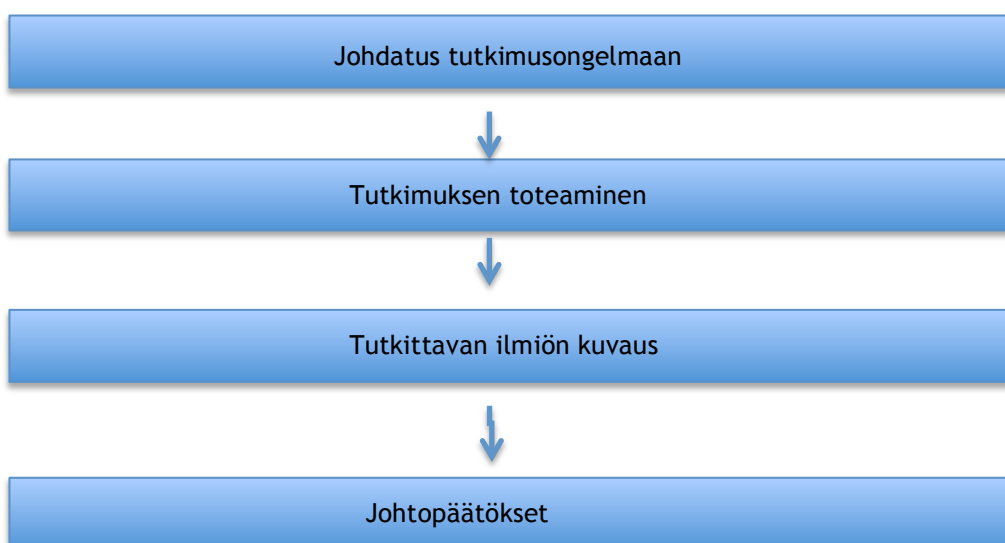 Johdatus tutkimusongelmaan
Tutkimuksen toteaminen
Tutkittavan ilmiön kuvaus
Johtopäätökset